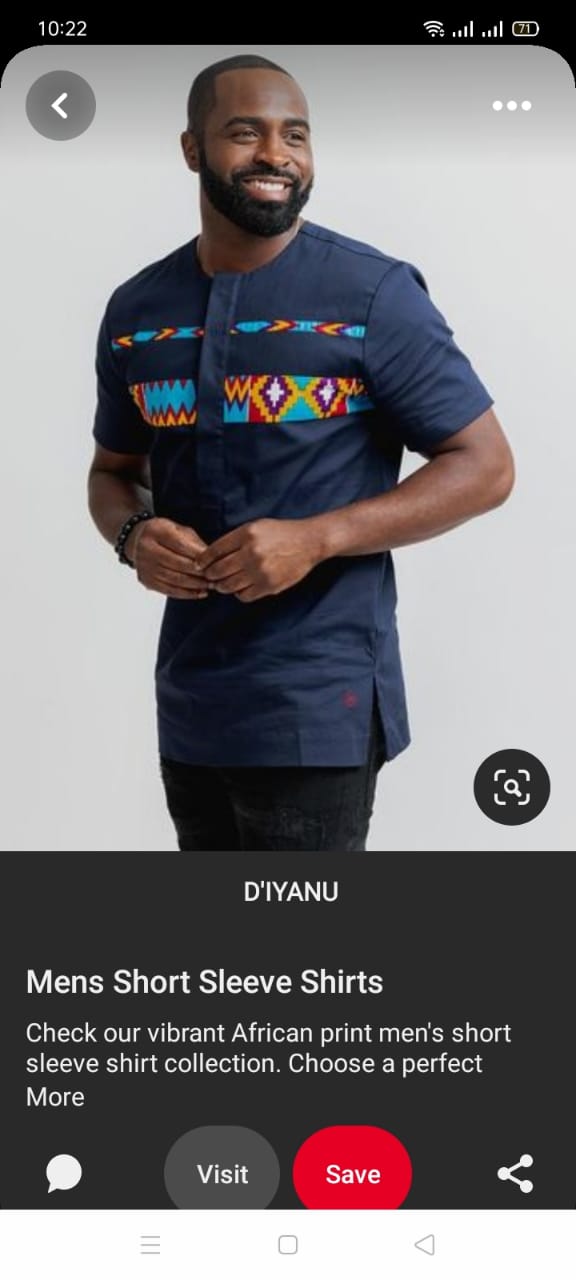 10:22
71
D'IYANU
Mens Short Sleeve Shirts
Check our vibrant African print men's short
sleeve shirt collection. Choose a perfect
More
Visit
Save